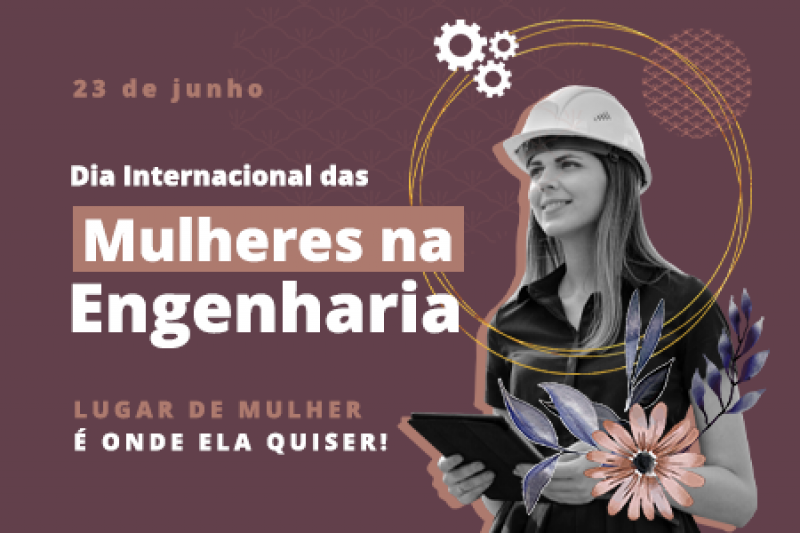 23 de junho
Dia Internacional das
Mulheres na
Engenharia
LUGAR DE MULHER
É ONDE ELA QUISER!